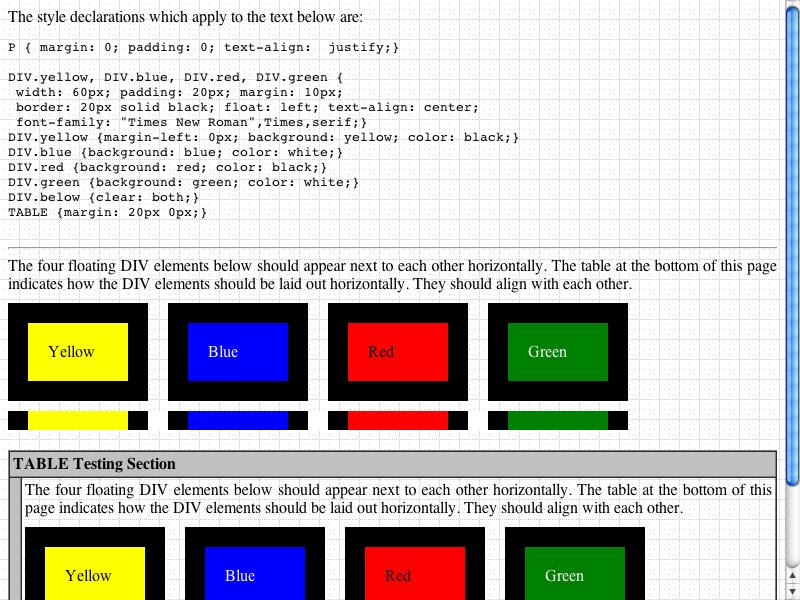 The style declarations which apply to the text below are:
P { margin: 0; padding: 0; text-align:  justify;}
DIV.yellow, DIV.blue, DIV.red, DIV.green {
 width: 60px; padding: 20px; margin: 10px;
 border: 20px solid black; float: left; text-align: center;
 font-family: "Times New Roman",Times,serif;}
DIV.yellow {margin-left: 0px; background: yellow; color: black;}
DIV.blue {background: blue; color: white;}
DIV.red {background: red; color: black;}
DIV.green {background: green; color: white;}
DIV.below {clear: both;}
TABLE {margin: 20px 0px;}
The four floating DIV elements below should appear next to each other horizontally. The table at the bottom of this page
indicates how the DIV elements should be laid out horizontally. They should align with each other.
Yellow Blue Red Green
TABLE Testing Section
The four floating DIV elements below should appear next to each other horizontally. The table at the bottom of this
page indicates how the DIV elements should be laid out horizontally. They should align with each other.
Yellow Blue Red Green